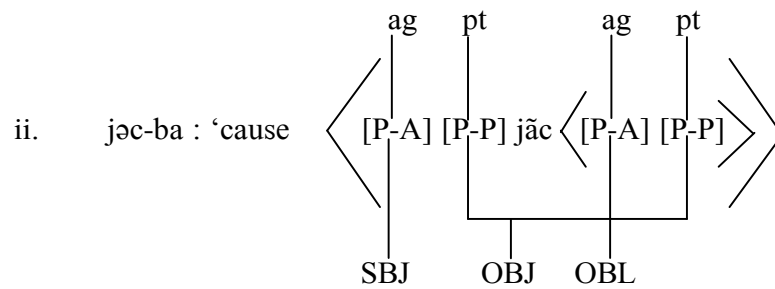 ag pt ag pt
ii. jəc-ba : ‘cause [P-A] [P-P] jãc [P-A] [P-P]
SBJ OBJ OBL